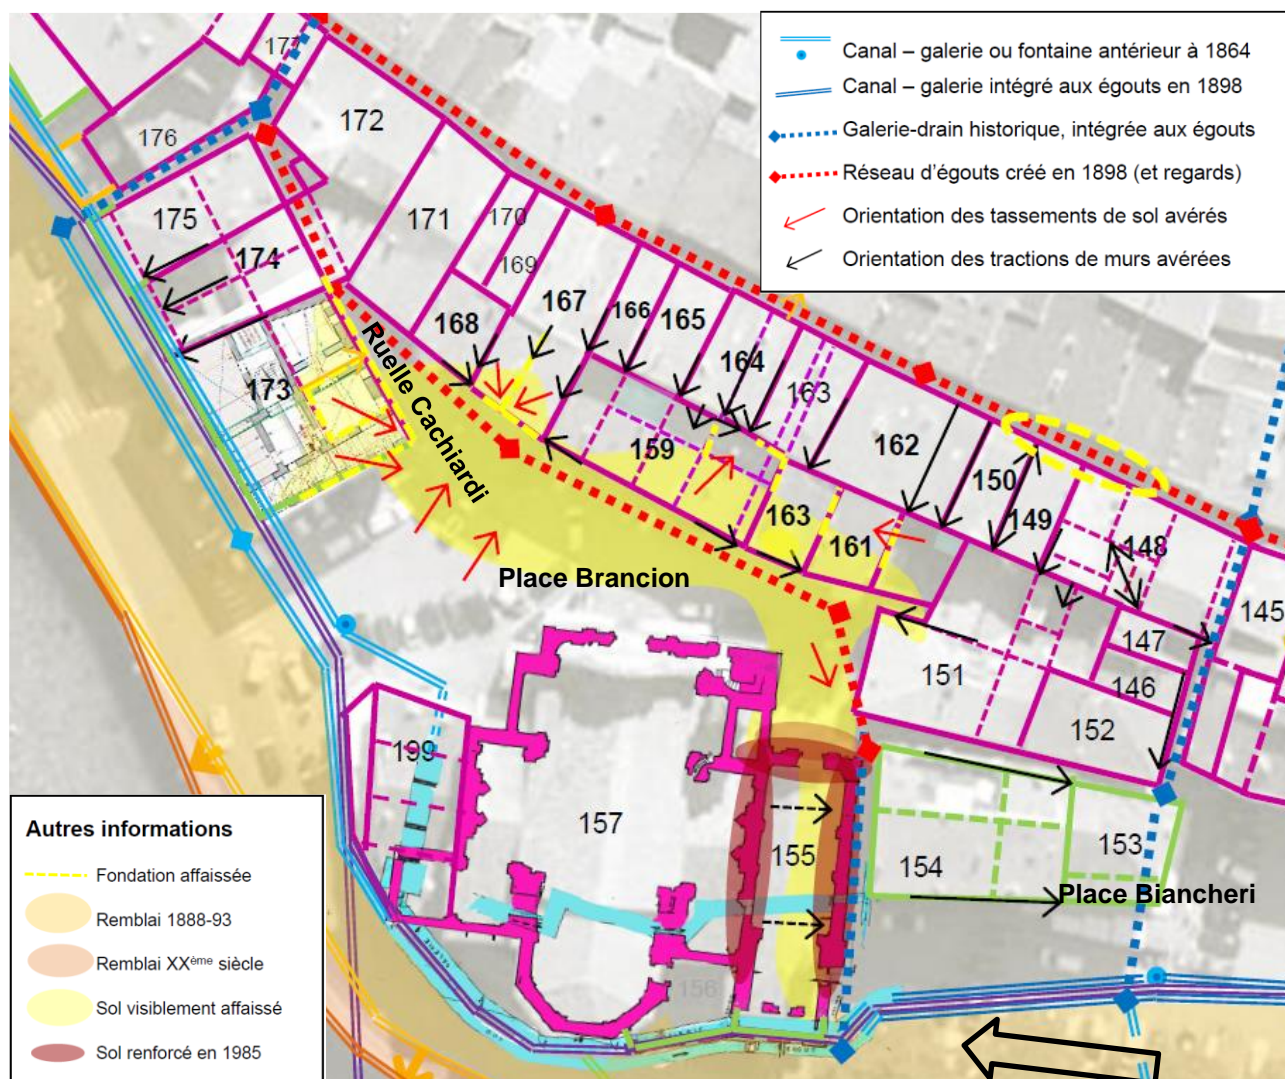 Canal – galerie ou fontaine antérieur à 1864
Canal – galerie intégré aux égouts en 1898
Galerie-drain historique, intégrée aux égouts
Réseau d'égouts créé en 1898 (et regards)
Orientation des tassements de sol avérés
Orientation des tractions de murs avérées
177
172
176
175
174
173
171
170
169
168
167
166
165
164
163
162
159
163
161
150
149
148
147
146
145
151
152
153
154
155
156
157
199
Ruelle Cachiardi
Place Brancion
Place Biancheri
Autres informations
Fondation affaissée
Remblai 1888-93
Remblai XXème siècle
Sol visiblement affaissé
Sol renforcé en 1985